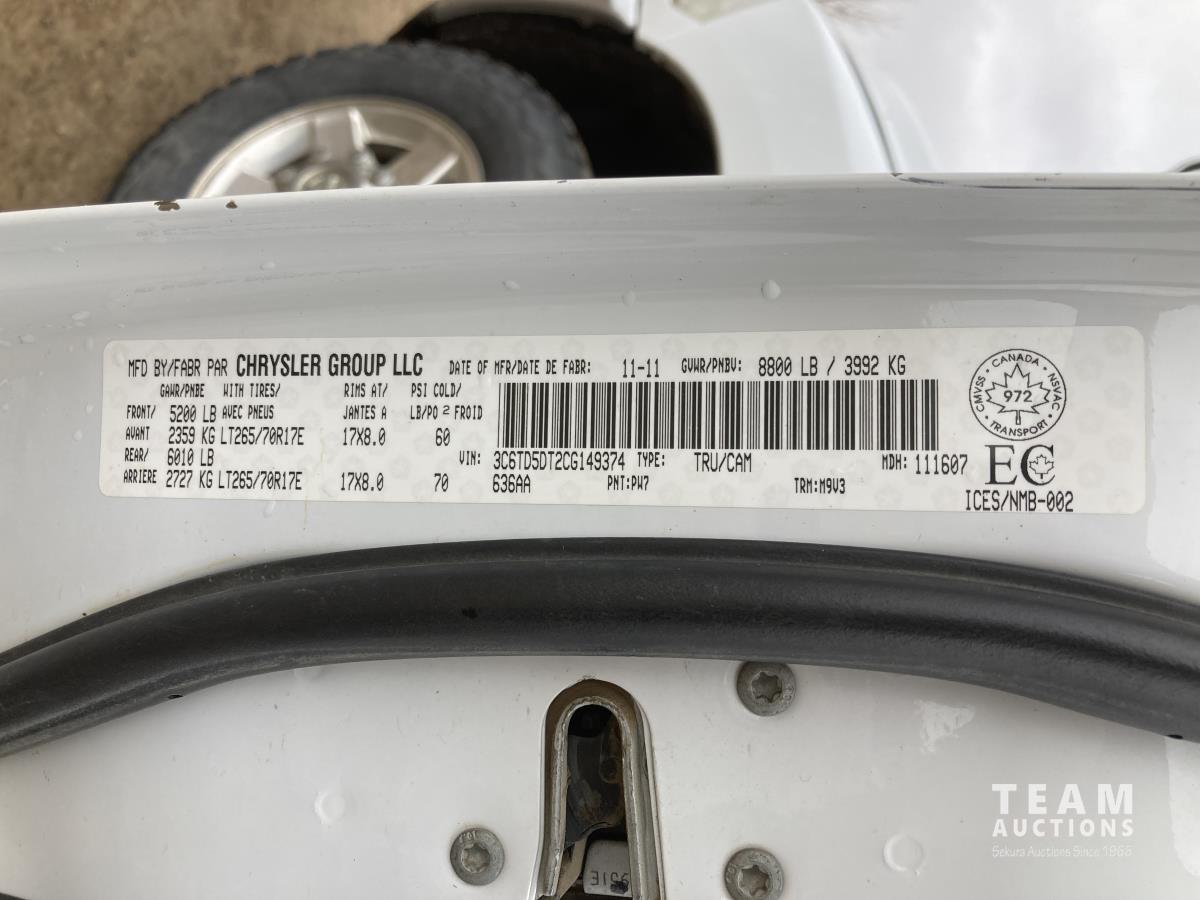 MFD BY/FABR PAR CHRYSLER GROUP LLC DATE OF MFR/DATE DE FABR: 11-11 GVWR/PNBV: 8800 LB / 3992 KG
GAWR/PNBE WITH TIRES/ RIMS AT/ PSI COLD/
FRONT/ 5200 LB AVEC PNEUS JANTES A LB/PO² FROID
AVANT 2359 KG LT265/70R17E 17X8.0 60
REAR/ 6010 LB VIN: 3C6TD5DT2CG149374 TYPE: TRU/CAM MDH: 111607
ARRIERE 2727 KG LT265/70R17E 17X8.0 70 636AA PNT:PW7 TRM:M9V3
CANADA
CMVSS NSVAC
972
TRANSPORT
EC
ICES/NMB-002
951E
TEAM
AUCTIONS
Sekura Auctions Since 1966